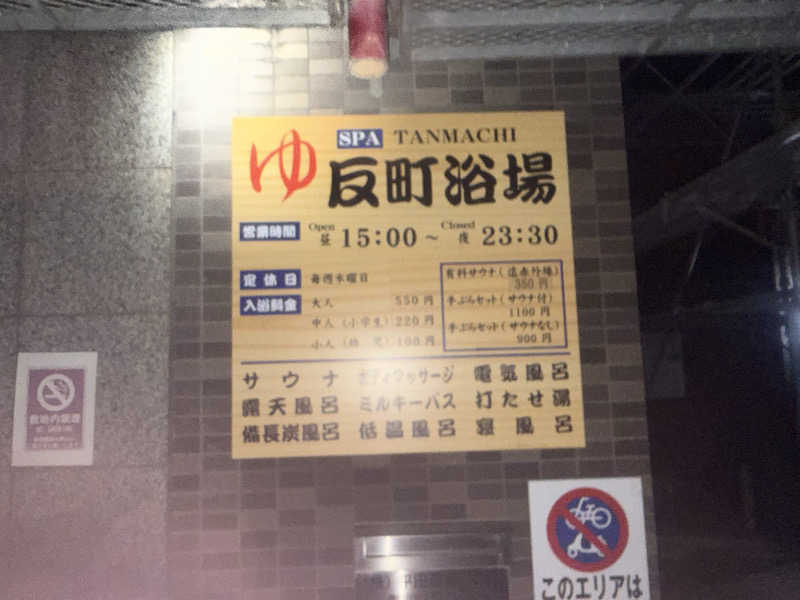 SPA TANMACHI
ゆ 反町浴場
営業時間 Open 昼 15:00 ~ Closed 夜 23:30
定休日 毎週水曜日
入浴料金 大人 550円
中人(小学生) 220円
小人(幼児) 100円
有料サウナ(遠赤外線)
350円
手ぶらセット(サウナ付)
1100円
手ぶらセット(サウナなし)
900円
サウナ ボディマッサージ 電気風呂
露天風呂 ミルキーバス 打たせ湯
備長炭風呂 低温風呂 寝風呂
敷地内禁煙
このエリアは